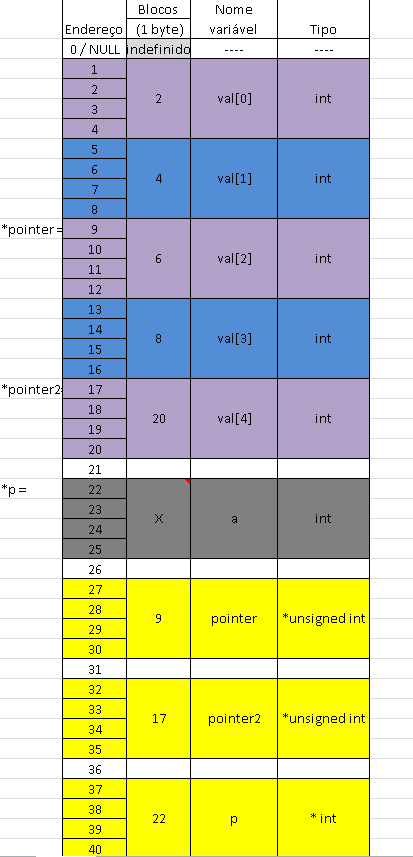 Blocos Nome
Endereço (1 byte) variável Tipo
0 / NULL indefinido ---- ----
1
2
2 val[0] int
3
4
5
6
4 val[1] int
7
8
*pointer = 9
10
6 val[2] int
11
12
13
14
8 val[3] int
15
16
*pointer2= 17
18
20 val[4] int
19
20
21
*p = 22
23
X a int
24
25
26
27
28
9 pointer *unsigned int
29
30
31
32
33
17 pointer2 *unsigned int
34
35
36
37
38
22 p * int
39
40